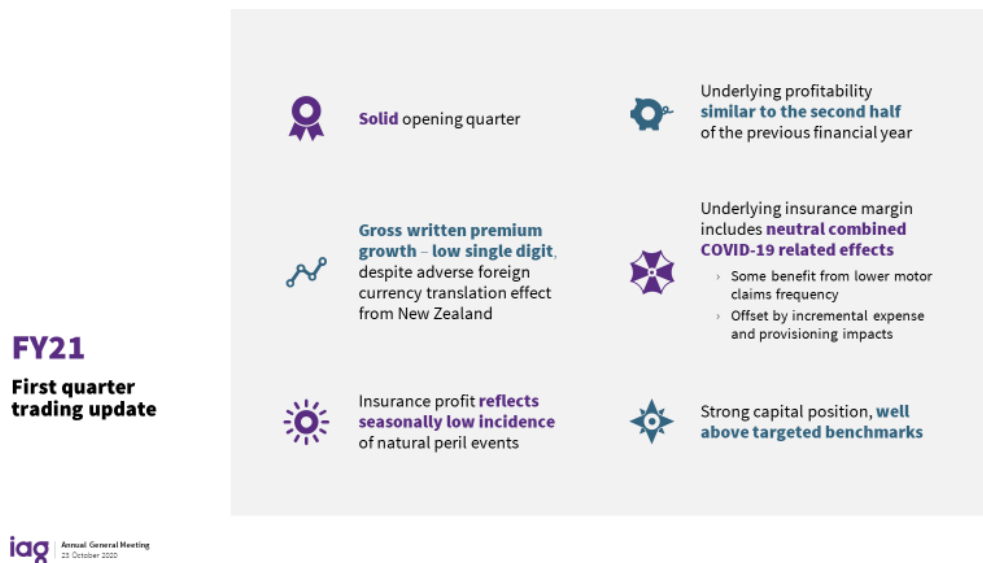 Solid opening quarter
Underlying profitability
similar to the second half
of the previous financial year
Gross written premium
growth – low single digit,
despite adverse foreign
currency translation effect
from New Zealand
Underlying insurance margin
includes neutral combined
COVID-19 related effects
› Some benefit from lower motor
claims frequency
› Offset by incremental expense
and provisioning impacts
FY21
First quarter
trading update
Insurance profit reflects
seasonally low incidence
of natural peril events
Strong capital position, well
above targeted benchmarks
iag
Annual General Meeting
23 October 2020